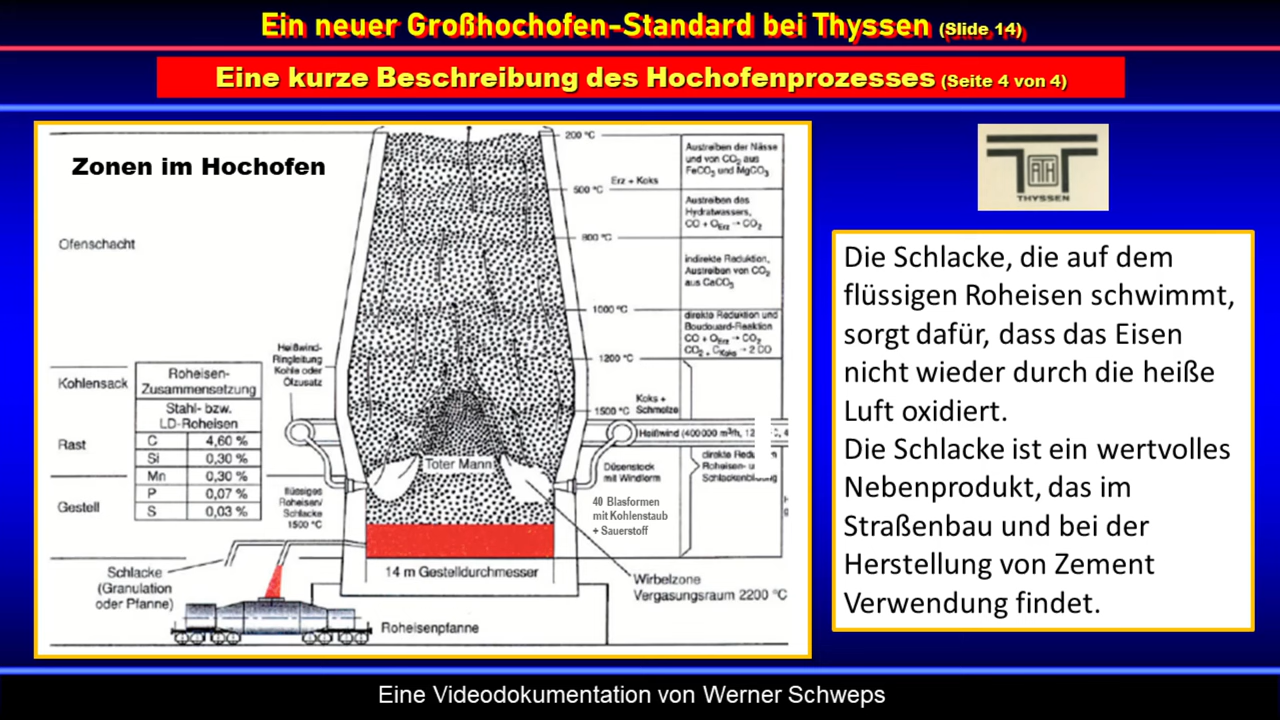 Ein neuer Großhochofen-Standard bei Thyssen (Slide 14)
Eine kurze Beschreibung des Hochofenprozesses (Seite 4 von 4)
Zonen im Hochofen
Ofenschacht
Kohlensack
Rast
Gestell
Roheisen-
Zusammensetzung
Stahl- bzw.
LD-Roheisen
C 4,60 %
Si 0,30 %
Mn 0,30 %
P 0,07 %
S 0,03 %
Heißwind-
Ringleitung
Kohle oder
Ölzusatz
flüssiges
Roheisen/
Schlacke
1500 °C
Schlacke
(Granulation
oder Pfanne)
Roheisenpfanne
14 m Gestelldurchmesser
Toter Mann
200 °C
Erz + Koks
500 °C
800 °C
1000 °C
1200 °C
Koks +
Schmelze
1500 °C
Heißwind (400000 m³/h,
Düsenstock
mit Windform
40 Blasformen
mit Kohlenstaub
+ Sauerstoff
Wirbelzone
Vergasungsraum 2200 °C
Austreiben der Nässe
und von CO₂ aus
FeCO₃ und MgCO₃
Austreiben des
Hydratwassers,
CO + OErz → CO₂
indirekte Reduktion,
Austreiben von CO₂
aus CaCO₃
direkte Reduktion und
Boudouard-Reaktion
CO + OErz → CO₂
CO₂ + CKoks → 2 CO
direkte
Roheisen- u
ATH
THYSSEN
Die Schlacke, die auf dem
flüssigen Roheisen schwimmt,
sorgt dafür, dass das Eisen
nicht wieder durch die heiße
Luft oxidiert.
Die Schlacke ist ein wertvolles
Nebenprodukt, das im
Straßenbau und bei der
Herstellung von Zement
Verwendung findet.
Eine Videodokumentation von Werner Schweps